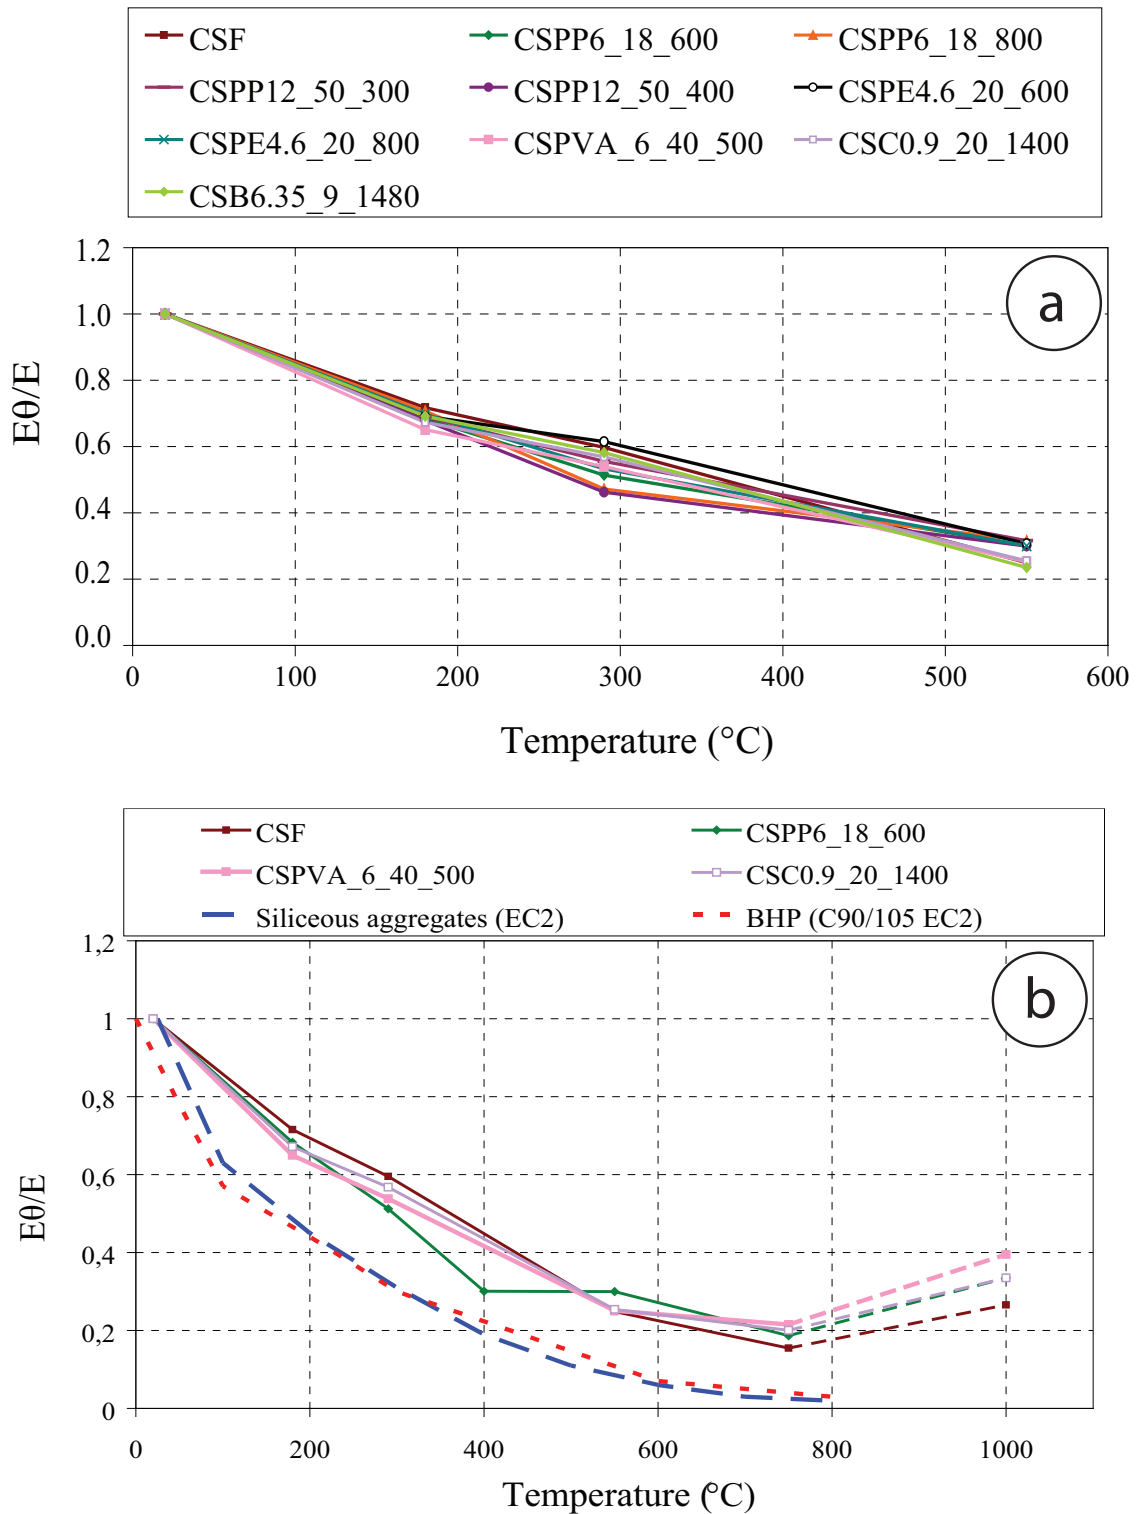 CSF CSPP6_18_600 CSPP6_18_800
CSPP12_50_300 CSPP12_50_400 CSPE4.6_20_600
CSPE4.6_20_800 CSPVA_6_40_500 CSC0.9_20_1400
CSB6.35_9_1480
1.2
a
1.0
0.8
Eθ/E
0.6
0.4
0.2
0.0
0 100 200 300 400 500 600
Temperature (°C)
CSF CSPP6_18_600
CSPVA_6_40_500 CSC0.9_20_1400
Siliceous aggregates (EC2) BHP (C90/105 EC2)
1,2
b
1
0,8
0,6
Eθ/E
0,4
0,2
0
0 200 400 600 800 1000
Temperature (°C)